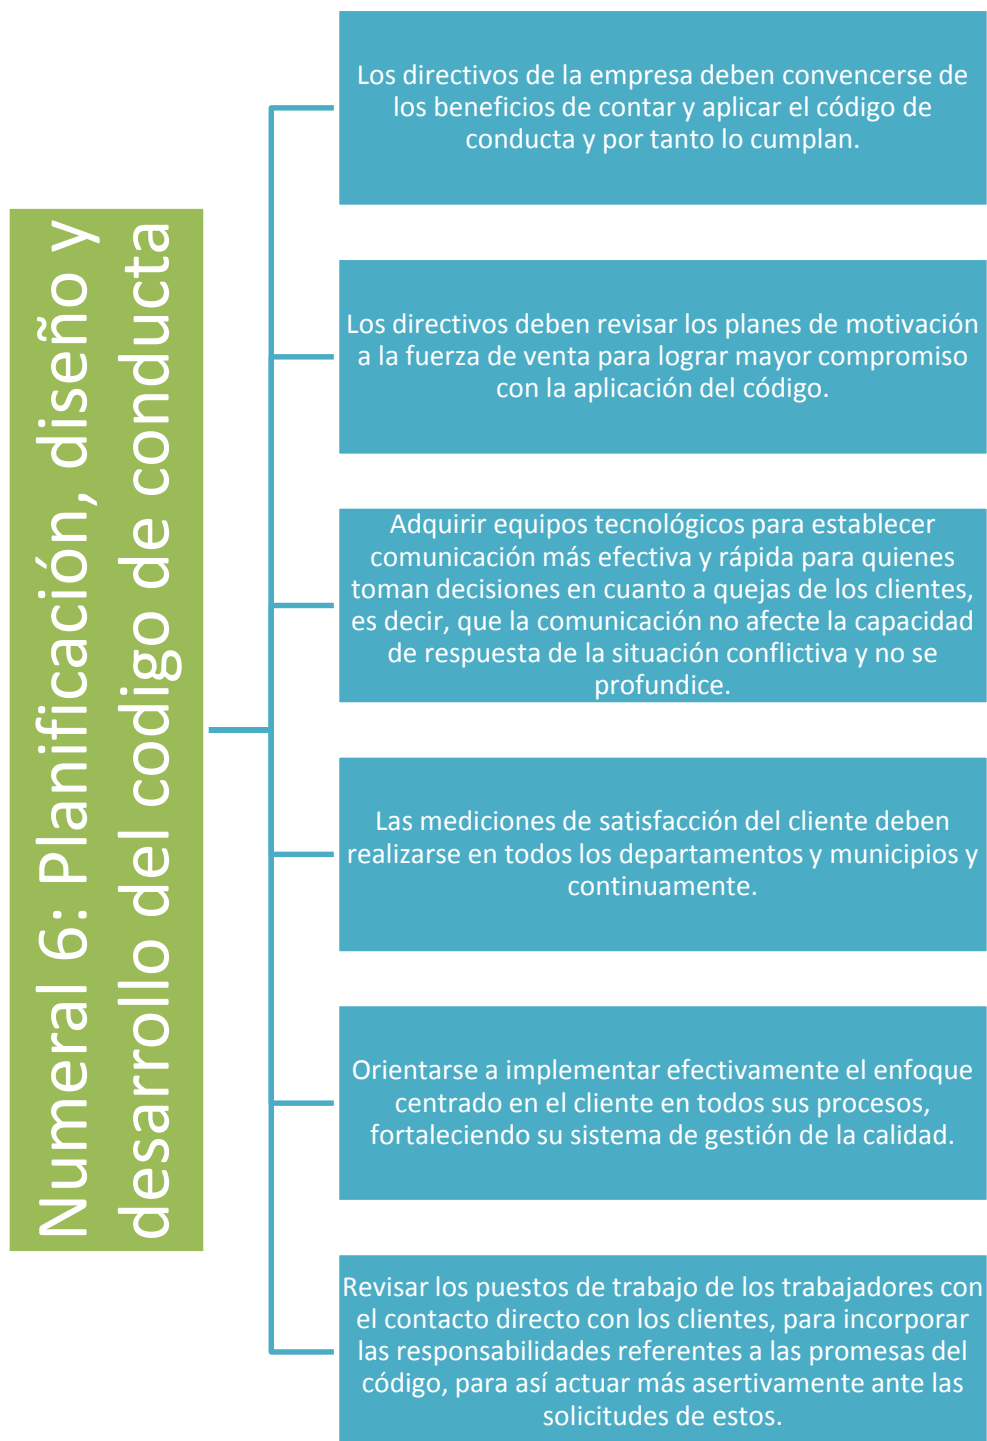 Numeral 6: Planificación, diseño y
desarrollo del codigo de conducta
Los directivos de la empresa deben convencerse de
los beneficios de contar y aplicar el código de
conducta y por tanto lo cumplan.
Los directivos deben revisar los planes de motivación
a la fuerza de venta para lograr mayor compromiso
con la aplicación del código.
Adquirir equipos tecnológicos para establecer
comunicación más efectiva y rápida para quienes
toman decisiones en cuanto a quejas de los clientes,
es decir, que la comunicación no afecte la capacidad
de respuesta de la situación conflictiva y no se
profundice.
Las mediciones de satisfacción del cliente deben
realizarse en todos los departamentos y municipios y
continuamente.
Orientarse a implementar efectivamente el enfoque
centrado en el cliente en todos sus procesos,
fortaleciendo su sistema de gestión de la calidad.
Revisar los puestos de trabajo de los trabajadores con
el contacto directo con los clientes, para incorporar
las responsabilidades referentes a las promesas del
código, para así actuar más asertivamente ante las
solicitudes de estos.